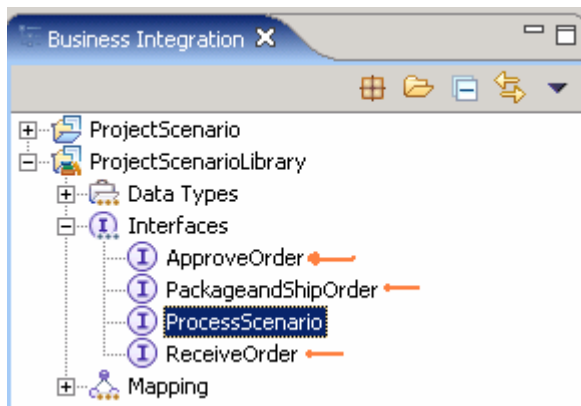 Business Integration
ProjectScenario
ProjectScenarioLibrary
Data Types
Interfaces
ApproveOrder
PackageandShipOrder
ProcessScenario
ReceiveOrder
Mapping